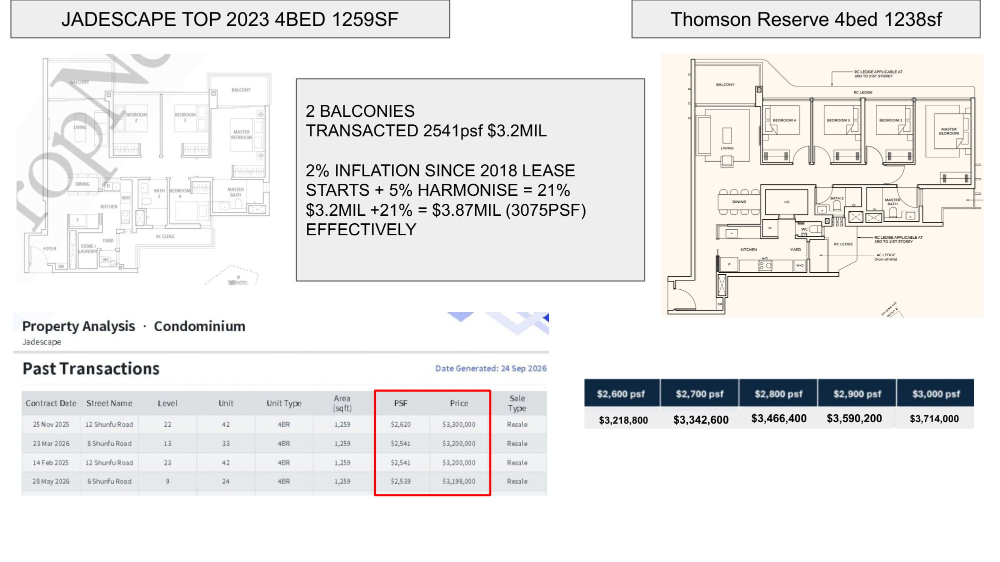 JADESCAPE TOP 2023 4BED 1259SF
Thomson Reserve 4bed 1238sf
BALCONY
BALCONY
BEDROOM
2
BEDROOM
3
LIVING
MASTER
BEDROOM
DINING
D
W/D
BATH
2
BEDROOM
4
MASTER
BATH
KITCHEN
F
AC LEDGE
YARD
FOYER
STORE /
LAUNDRY
WC
DB
8
TopN
2 BALCONIES
TRANSACTED 2541psf $3.2MIL
2% INFLATION SINCE 2018 LEASE
STARTS + 5% HARMONISE = 21%
$3.2MIL +21% = $3.87MIL (3075PSF)
EFFECTIVELY
RC LEDGE APPLICABLE AT
3RD TO 21ST STOREY
BALCONY
RC LEDGE
BEDROOM 4
BEDROOM 3
BEDROOM 2
MASTER
BEDROOM
LIVING
DINING
HS
BATH 2
MASTER
BATH
ST
WC
RC LEDGE APPLICABLE AT
3RD TO 21ST STOREY
RC LEDGE
KITCHEN
YARD
AC LEDGE
(non-strata)
H/O
F
W+D
DB
SIN MING AVE
IN/OUT
Property Analysis · Condominium
Jadescape
Past Transactions
Date Generated: 24 Sep 2026
Contract Date Street Name Level Unit Unit Type Area (sqft) PSF Price Sale Type
25 Nov 2025 12 Shunfu Road 22 42 4BR 1,259 $2,620 $3,300,000 Resale
23 Mar 2026 8 Shunfu Road 13 33 4BR 1,259 $2,541 $3,200,000 Resale
14 Feb 2025 12 Shunfu Road 23 42 4BR 1,259 $2,541 $3,200,000 Resale
28 May 2026 6 Shunfu Road 9 24 4BR 1,259 $2,539 $3,198,000 Resale
$2,600 psf $2,700 psf $2,800 psf $2,900 psf $3,000 psf
$3,218,800 $3,342,600 $3,466,400 $3,590,200 $3,714,000